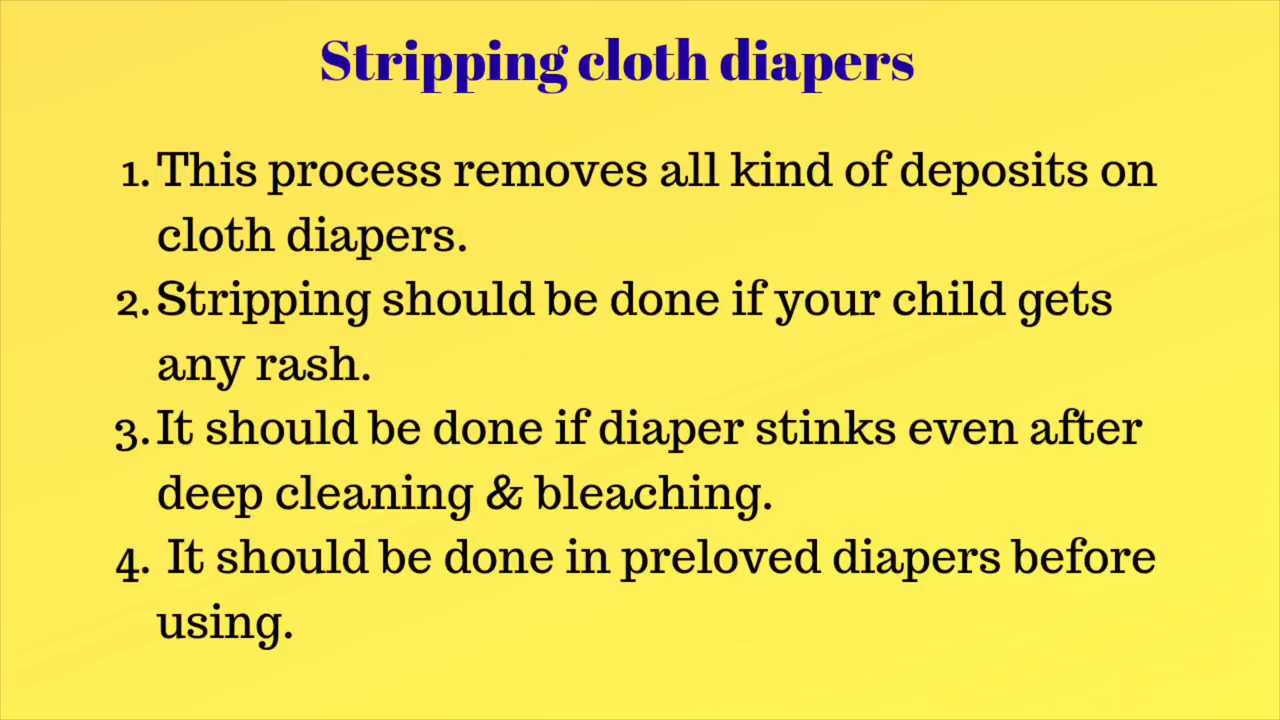 Stripping cloth diapers
1. This process removes all kind of deposits on
cloth diapers.
2. Stripping should be done if your child gets
any rash.
3. It should be done if diaper stinks even after
deep cleaning & bleaching.
4. It should be done in preloved diapers before
using.